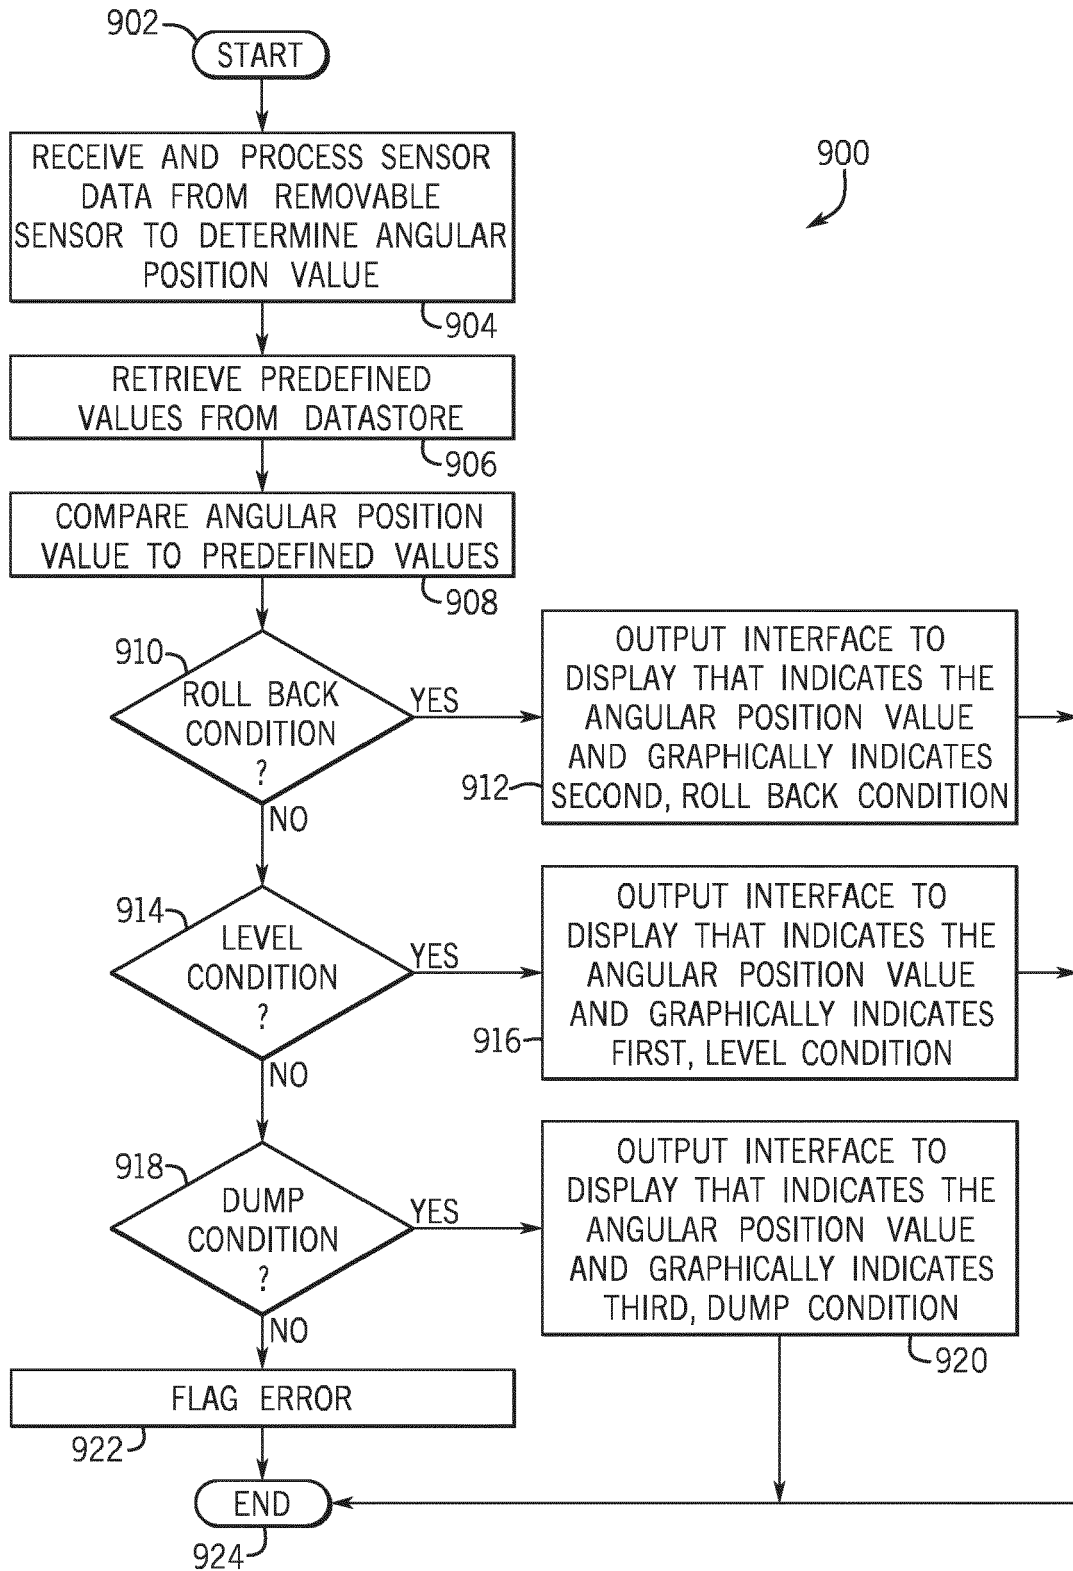 902
START
900
RECEIVE AND PROCESS SENSOR
DATA FROM REMOVABLE
SENSOR TO DETERMINE ANGULAR
POSITION VALUE
904
RETRIEVE PREDEFINED
VALUES FROM DATASTORE
906
COMPARE ANGULAR POSITION
VALUE TO PREDEFINED VALUES
908
910
ROLL BACK
CONDITION
?
YES
NO
OUTPUT INTERFACE TO
DISPLAY THAT INDICATES THE
ANGULAR POSITION VALUE
AND GRAPHICALLY INDICATES
SECOND, ROLL BACK CONDITION
912
914
LEVEL
CONDITION
?
YES
NO
OUTPUT INTERFACE TO
DISPLAY THAT INDICATES THE
ANGULAR POSITION VALUE
AND GRAPHICALLY INDICATES
FIRST, LEVEL CONDITION
916
918
DUMP
CONDITION
?
YES
NO
OUTPUT INTERFACE TO
DISPLAY THAT INDICATES THE
ANGULAR POSITION VALUE
AND GRAPHICALLY INDICATES
THIRD, DUMP CONDITION
920
FLAG ERROR
922
END
924